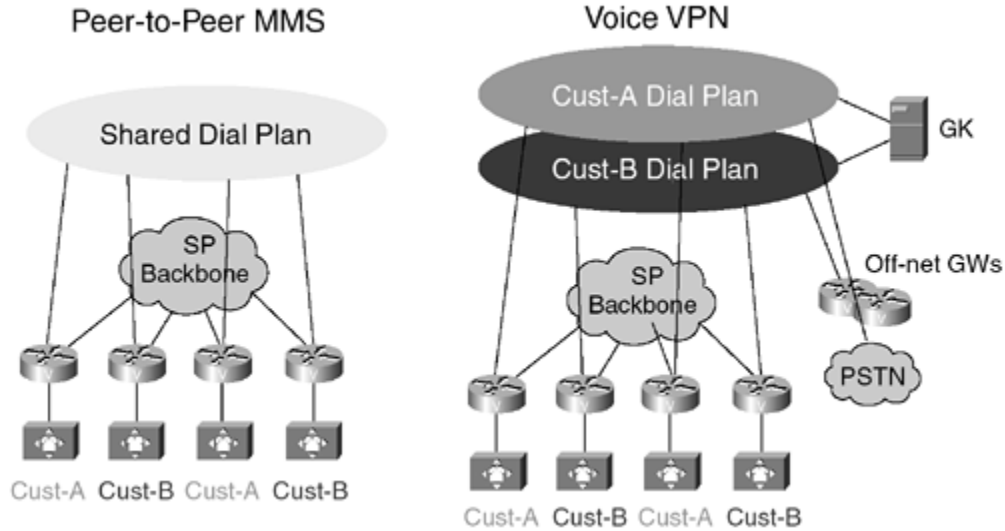 Peer-to-Peer MMS
Shared Dial Plan
SP
Backbone
Cust-A Cust-B Cust-A Cust-B
Voice VPN
Cust-A Dial Plan
Cust-B Dial Plan
GK
SP
Backbone
Off-net GWs
PSTN
V
V
V
V
Cust-A Cust-B Cust-A Cust-B